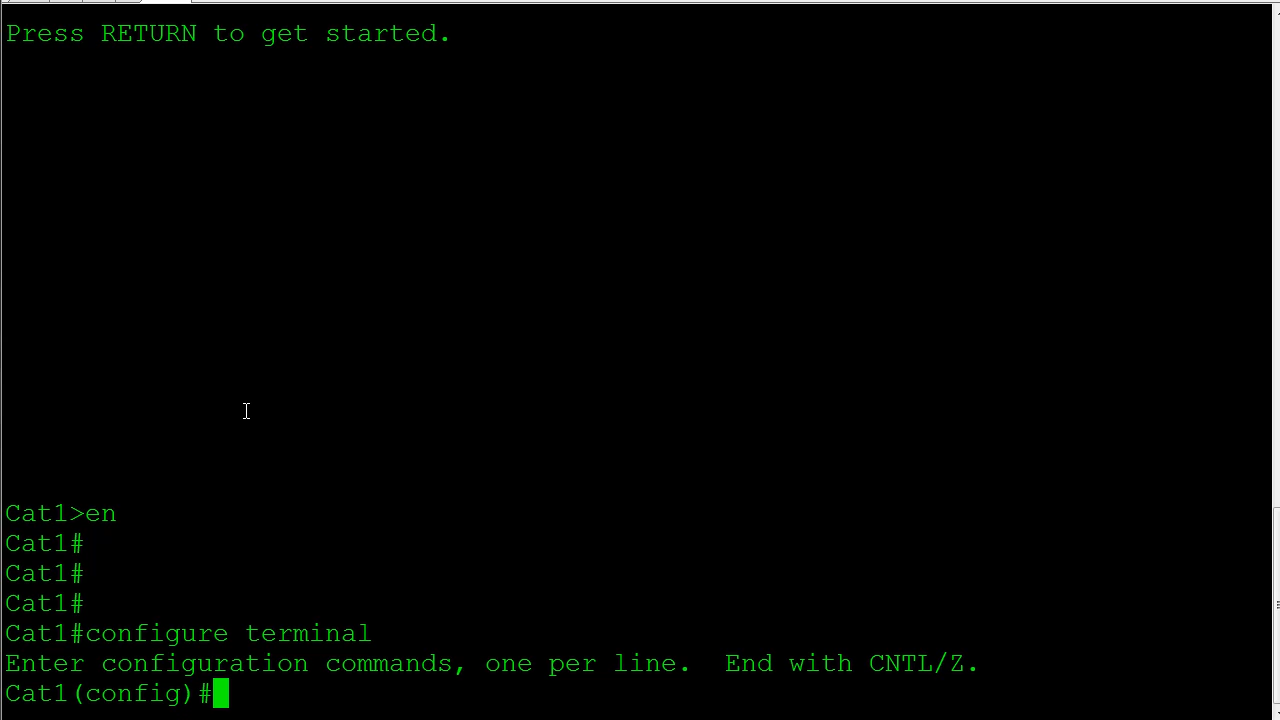 Press RETURN to get started.
Cat1>en
Cat1#
Cat1#
Cat1#
Cat1#configure terminal
Enter configuration commands, one per line.  End with CNTL/Z.
Cat1(config)#